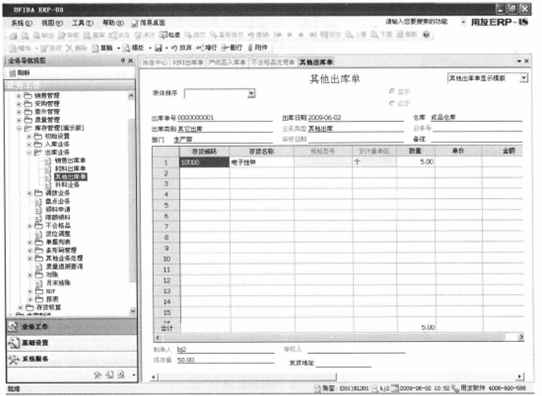 UFIDA ERP-U8
系统(S) 视图(V) 工具(T) 帮助(H) 简易桌面
请输入您要搜索的功能 用友ERP-U8
草稿 放弃 增行 删行 附件
业务导航视图
消息中心 材料出库单 产成品入库单 不合格品处理单 其他出库单
刷新
其他出库单
其他出库单显示模版
表体排序
蓝字
红字
销售管理
采购管理
委外管理
质量管理
库存管理[演示版]
初始设置
入库业务
出库业务
销售出库单
材料出库单
其他出库单
补料业务
调拨业务
盘点业务
领料申请
限额领料
不合格品
货位调整
单据列表
条形码管理
其他业务处理
质量追溯查询
对账
月末结账
ROP
报表
存货核算
出库单号 0000000001 出库日期 2009-06-02 仓库 成品仓库
出库类别 其它出库 业务类型 其他出库 业务号
部门 生产部 审核日期 备注
存货编码 存货名称 规格型号 主计量单位 数量 单价 金额
1 10000 电子挂钟 个 5.00
2
3
4
5
6
7
8
9
10
11
12
13
14
15
合计 5.00
制单人 bj2 审核人
现存量 50.00 发货地址
业务工作
基础设置
系统服务
就绪
bj2 2009-06-02 10:52 用友软件 4006-600-588